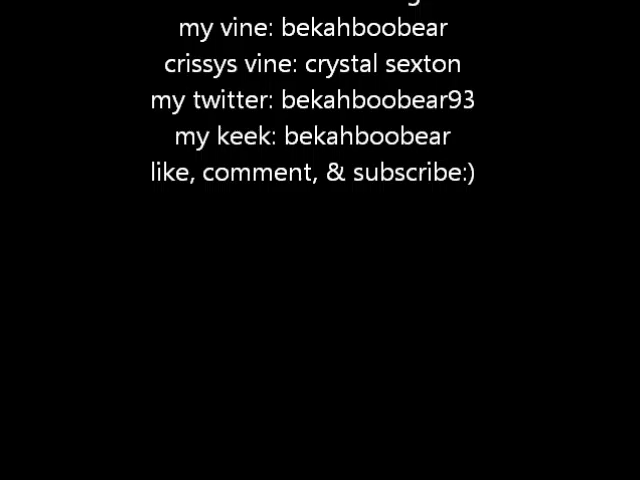 my vine: bekahboobear
crissys vine: crystal sexton
my twitter: bekahboobear93
my keek: bekahboobear
like, comment, & subscribe:)